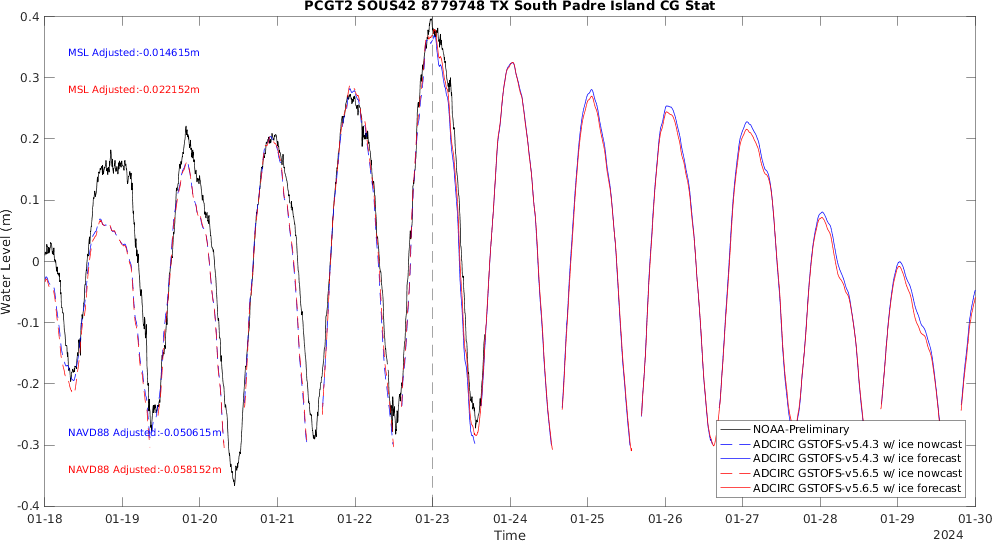 PCGT2 SOUS42 8779748 TX South Padre Island CG Stat
MSL Adjusted:-0.014615m
MSL Adjusted:-0.022152m
NAVD88 Adjusted:-0.050615m
NAVD88 Adjusted:-0.058152m
Water Level (m)
0.4
0.3
0.2
0.1
0
-0.1
-0.2
-0.3
-0.4
NOAA-Preliminary
ADCIRC GSTOFS-v5.4.3 w/ ice nowcast
ADCIRC GSTOFS-v5.4.3 w/ ice forecast
ADCIRC GSTOFS-v5.6.5 w/ ice nowcast
ADCIRC GSTOFS-v5.6.5 w/ ice forecast
01-18 01-19 01-20 01-21 01-22 01-23 01-24 01-25 01-26 01-27 01-28 01-29 01-30
Time
2024